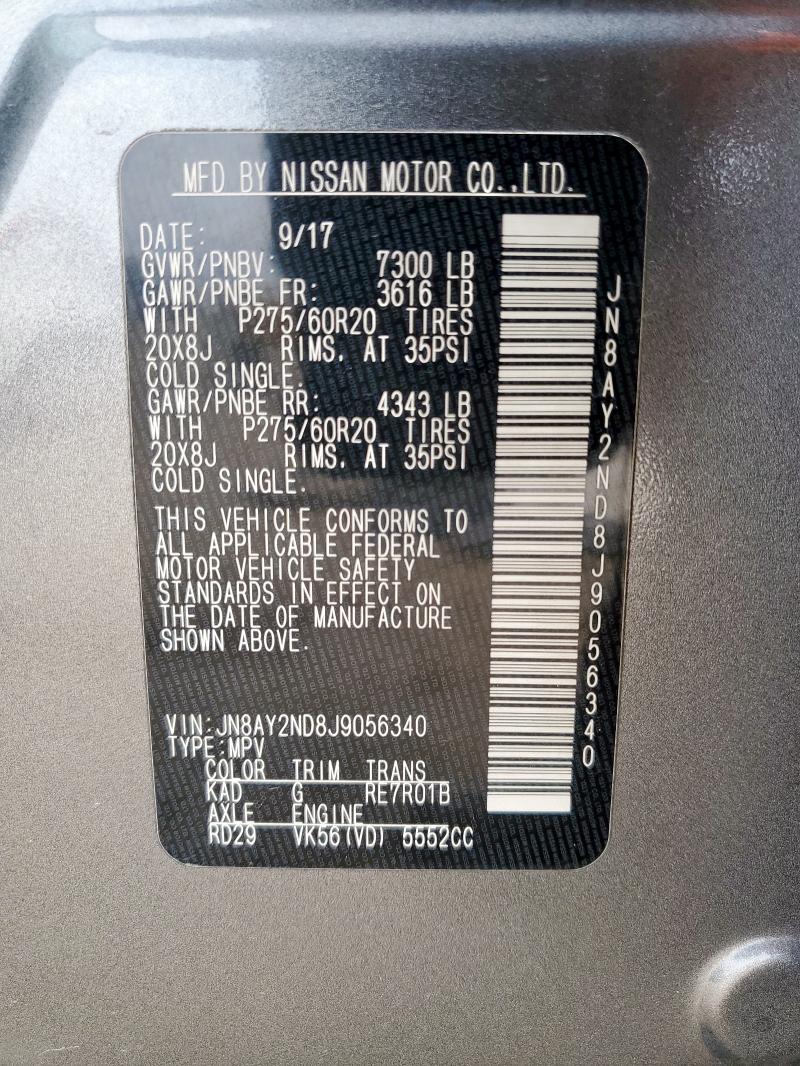 MFD BY NISSAN MOTOR CO.,LTD.
DATE: 9/17
GVWR/PNBV: 7300 LB
GAWR/PNBE FR: 3616 LB
WITH P275/60R20 TIRES
20X8J RIMS. AT 35PSI
COLD SINGLE.
GAWR/PNBE RR: 4343 LB
WITH P275/60R20 TIRES
20X8J RIMS. AT 35PSI
COLD SINGLE.
THIS VEHICLE CONFORMS TO
ALL APPLICABLE FEDERAL
MOTOR VEHICLE SAFETY
STANDARDS IN EFFECT ON
THE DATE OF MANUFACTURE
SHOWN ABOVE.
VIN:JN8AY2ND8J9056340
TYPE:MPV
COLOR TRIM TRANS
KAD G RE7R01B
AXLE ENGINE
RD29 VK56(VD) 5552CC
JN8AY2ND8J9056340